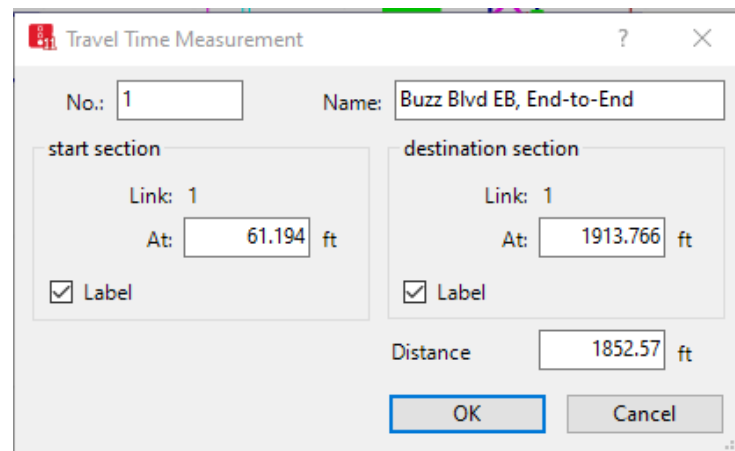 Travel Time Measurement
No.: 1 Name: Buzz Blvd EB, End-to-End
start section destination section
Link: 1 Link: 1
At: 61.194 ft At: 1913.766 ft
Label Label
Distance 1852.57 ft
OK Cancel